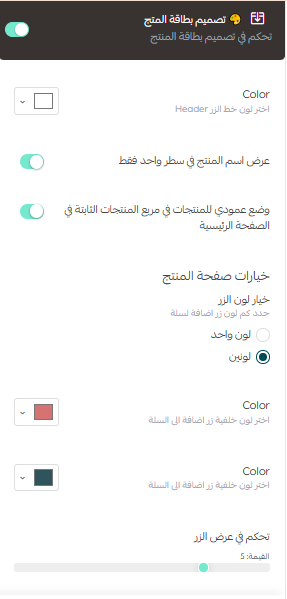 تصميم بطاقة المتج
تحكم في تصميم بطاقة المنتج
Color
اختر لون خط الزر Header
عرض اسم المنتج في سطر واحد فقط
وضع عمودي للمنتجات في مربع المنتجات الثابتة في
الصفحة الرئيسية
خيارات صفحة المنتج
خيار لون الزر
حدد كم لون زر اضافة لسلة
لون واحد
لونين
Color
اختر لون خلفية زر اضافة الى السلة
Color
اختر لون خلفية زر اضافة الى السلة
تحكم في عرض الزر
القيمة: 5